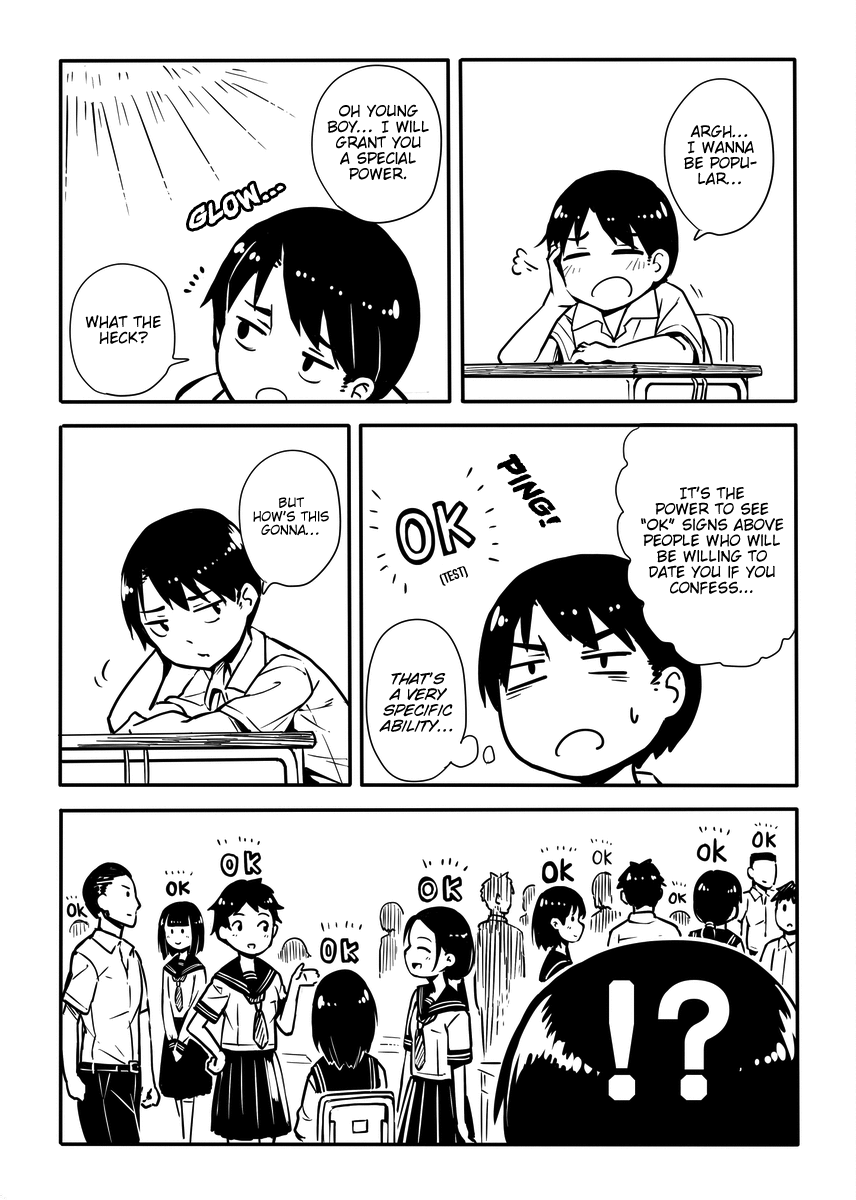 ARGH...
I WANNA
BE POPU-
LAR...
OH YOUNG
BOY... I WILL
GRANT YOU
A SPECIAL
POWER.
GLOW...
WHAT THE
HECK?
IT'S THE
POWER TO SEE
"OK" SIGNS ABOVE
PEOPLE WHO WILL
BE WILLING TO
DATE YOU IF YOU
CONFESS...
PING!
OK
(TEST)
THAT'S
A VERY
SPECIFIC
ABILITY...
BUT
HOW'S THIS
GONNA...
OK
OK
OK
OK
OK
OK
OK
OK
OK
OK
!?